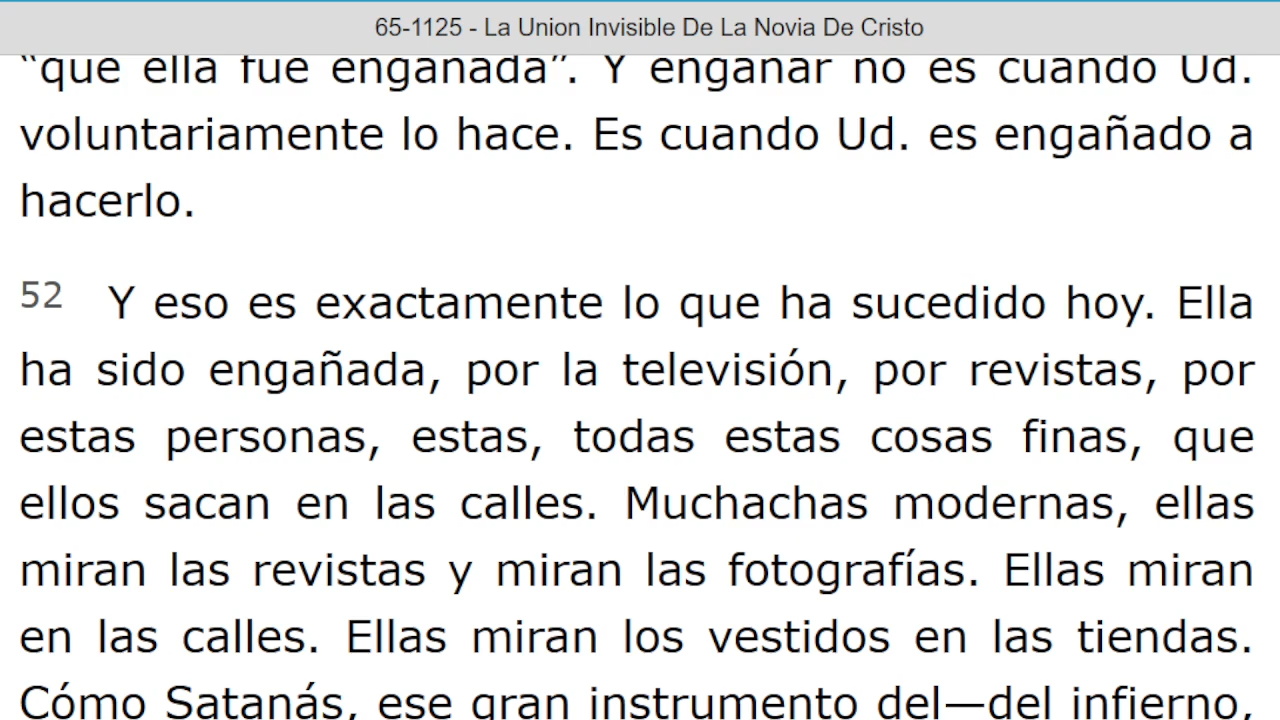 65-1125 - La Union Invisible De La Novia De Cristo
“que ella fue engañada”. Y engañar no es cuando Ud.
voluntariamente lo hace. Es cuando Ud. es engañado a
hacerlo.
52 Y eso es exactamente lo que ha sucedido hoy. Ella
ha sido engañada, por la televisión, por revistas, por
estas personas, estas, todas estas cosas finas, que
ellos sacan en las calles. Muchachas modernas, ellas
miran las revistas y miran las fotografías. Ellas miran
en las calles. Ellas miran los vestidos en las tiendas.
Cómo Satanás, ese gran instrumento del—del infierno,